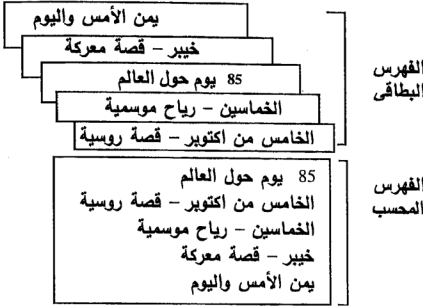 يمن الأمس واليوم
خيبر – قصة معركة
85 يوم حول العالم
الخماسين – رياح موسمية
الخامس من اكتوبر – قصة روسية
الفهرس
البطاقى
85 يوم حول العالم
الخامس من اكتوبر – قصة روسية
الخماسين – رياح موسمية
خيبر – قصة معركة
يمن الأمس واليوم
الفهرس
المحسب